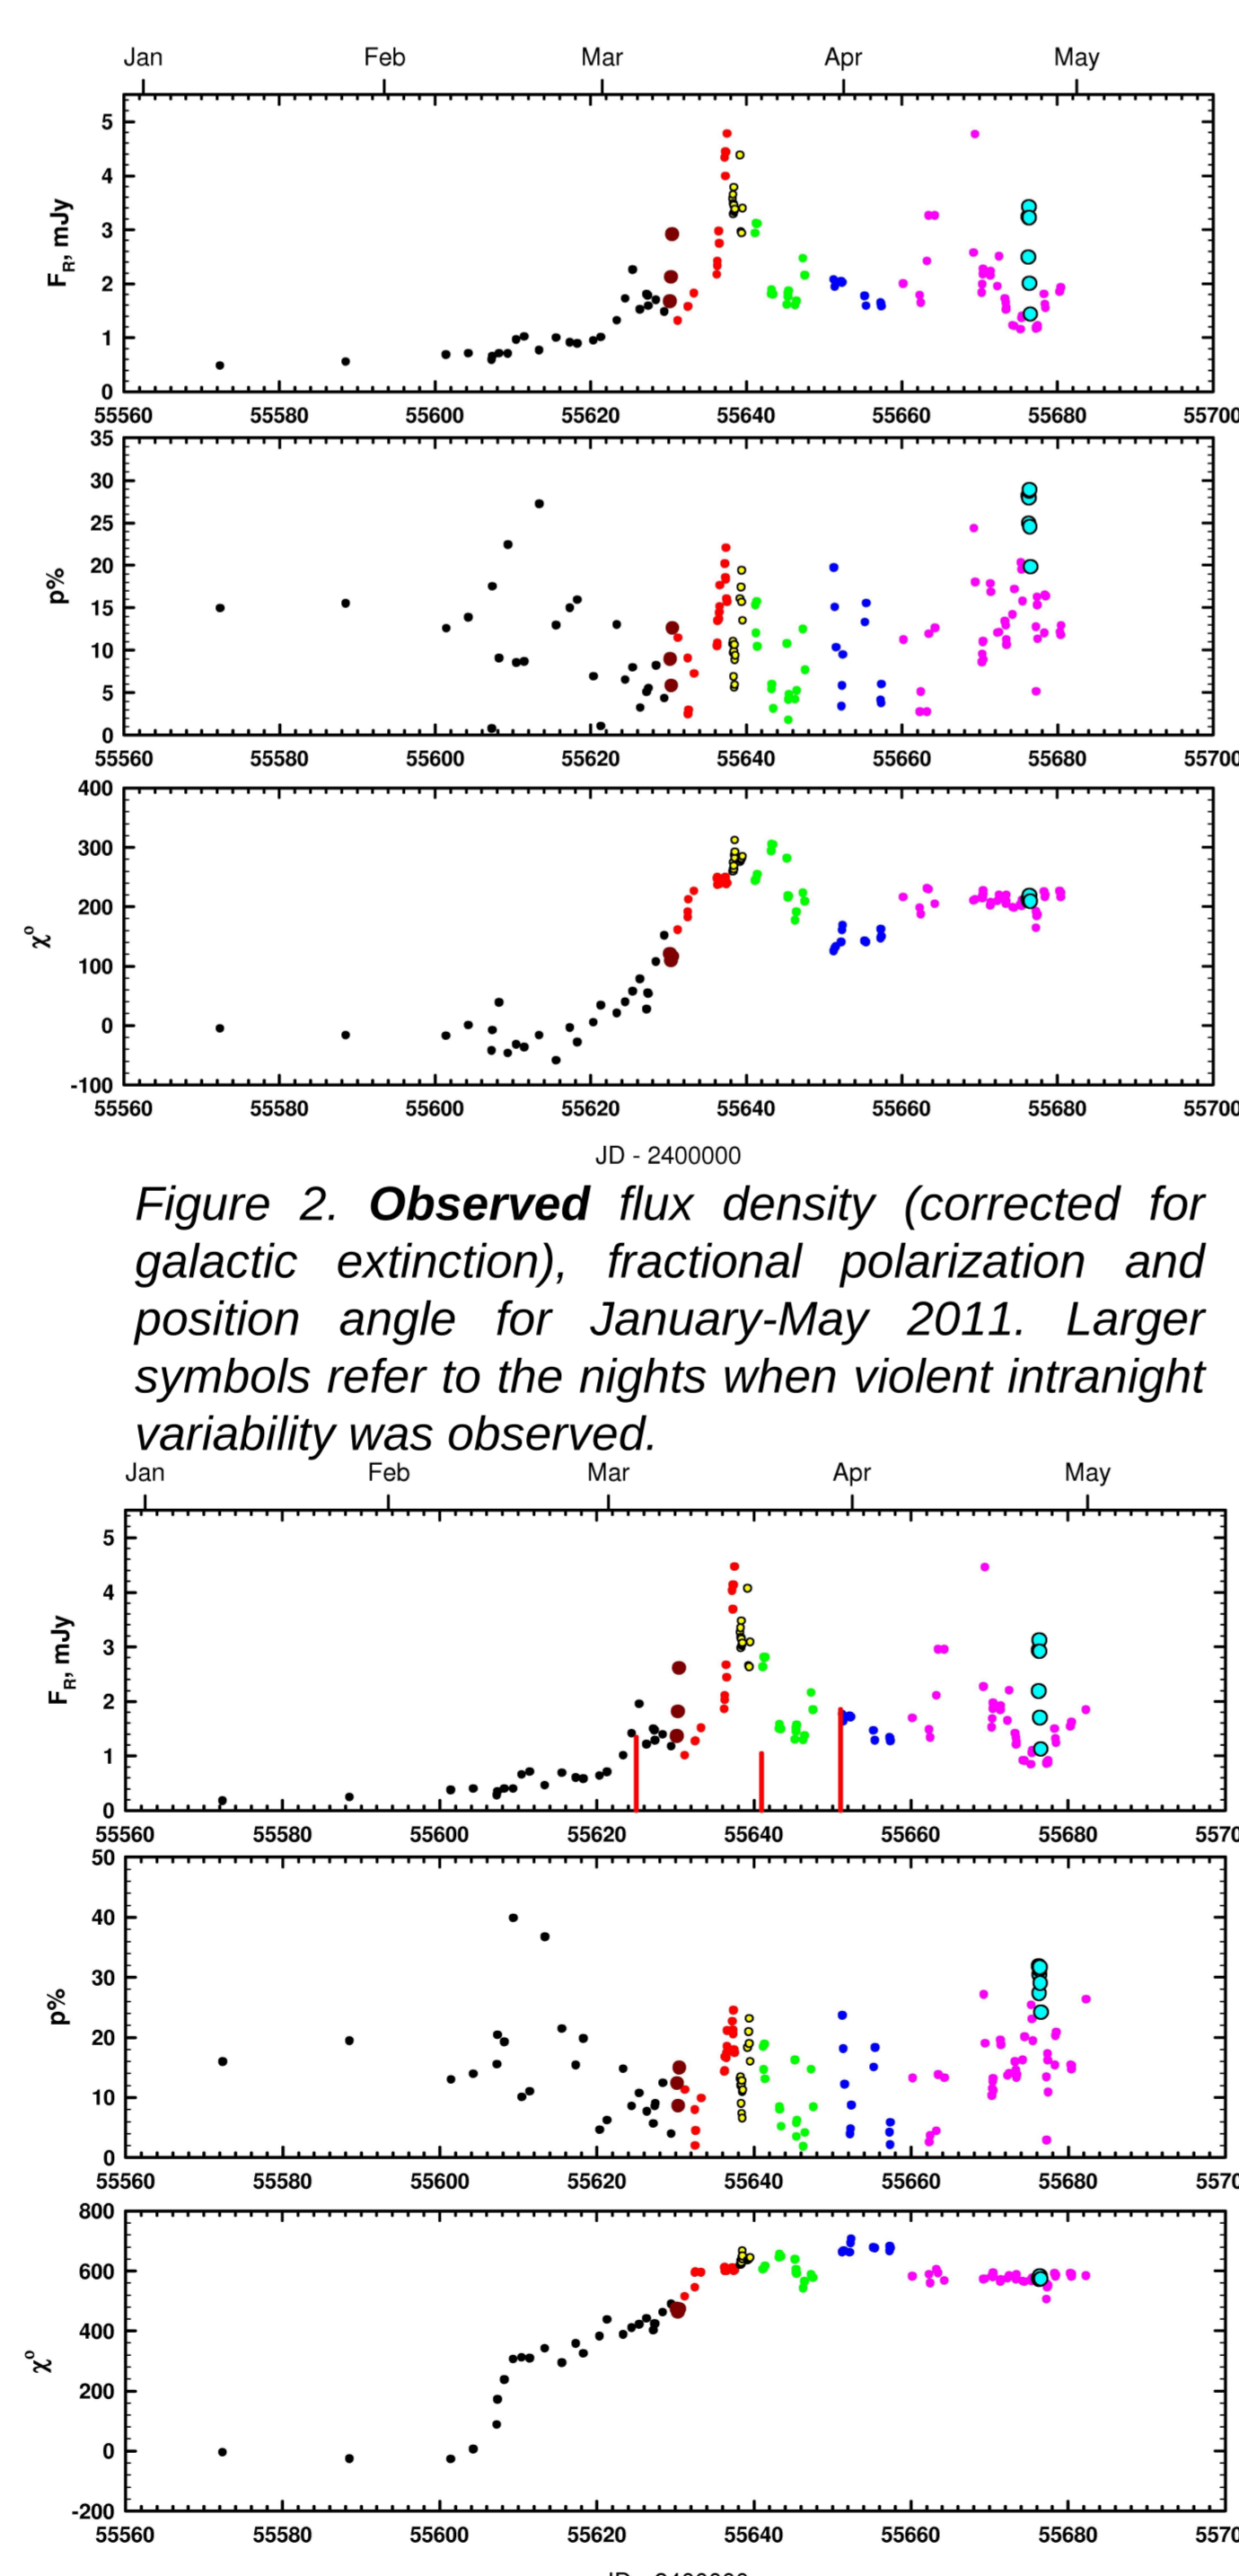 Jan Feb Mar Apr May
5
4
3
2
1
0
F_R, mJy
55560 55580 55600 55620 55640 55660 55680 55700
35
30
25
20
15
10
5
0
p%
55560 55580 55600 55620 55640 55660 55680 55700
400
300
200
100
0
-100
χ°
55560 55580 55600 55620 55640 55660 55680 55700
JD - 2400000
Figure 2. Observed flux density (corrected for
galactic extinction), fractional polarization and
position angle for January-May 2011. Larger
symbols refer to the nights when violent intranight
variability was observed.
Jan Feb Mar Apr May
5
4
3
2
1
0
F_R, mJy
55560 55580 55600 55620 55640 55660 55680 5570
50
40
30
20
10
0
p%
55560 55580 55600 55620 55640 55660 55680 5570
800
600
400
200
0
-200
χ°
55560 55580 55600 55620 55640 55660 55680 5570